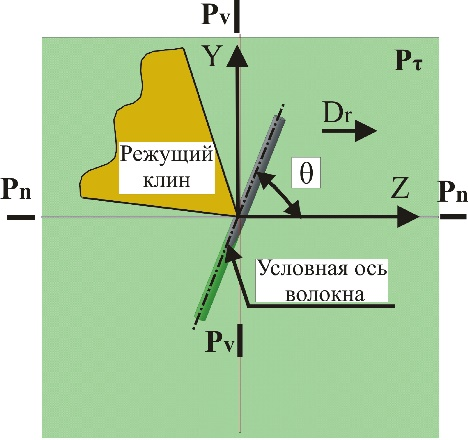 Pv
Y
Pτ
Dr
Режущий
клин
θ
Pn
Z
Pn
Условная ось
волокна
Pv